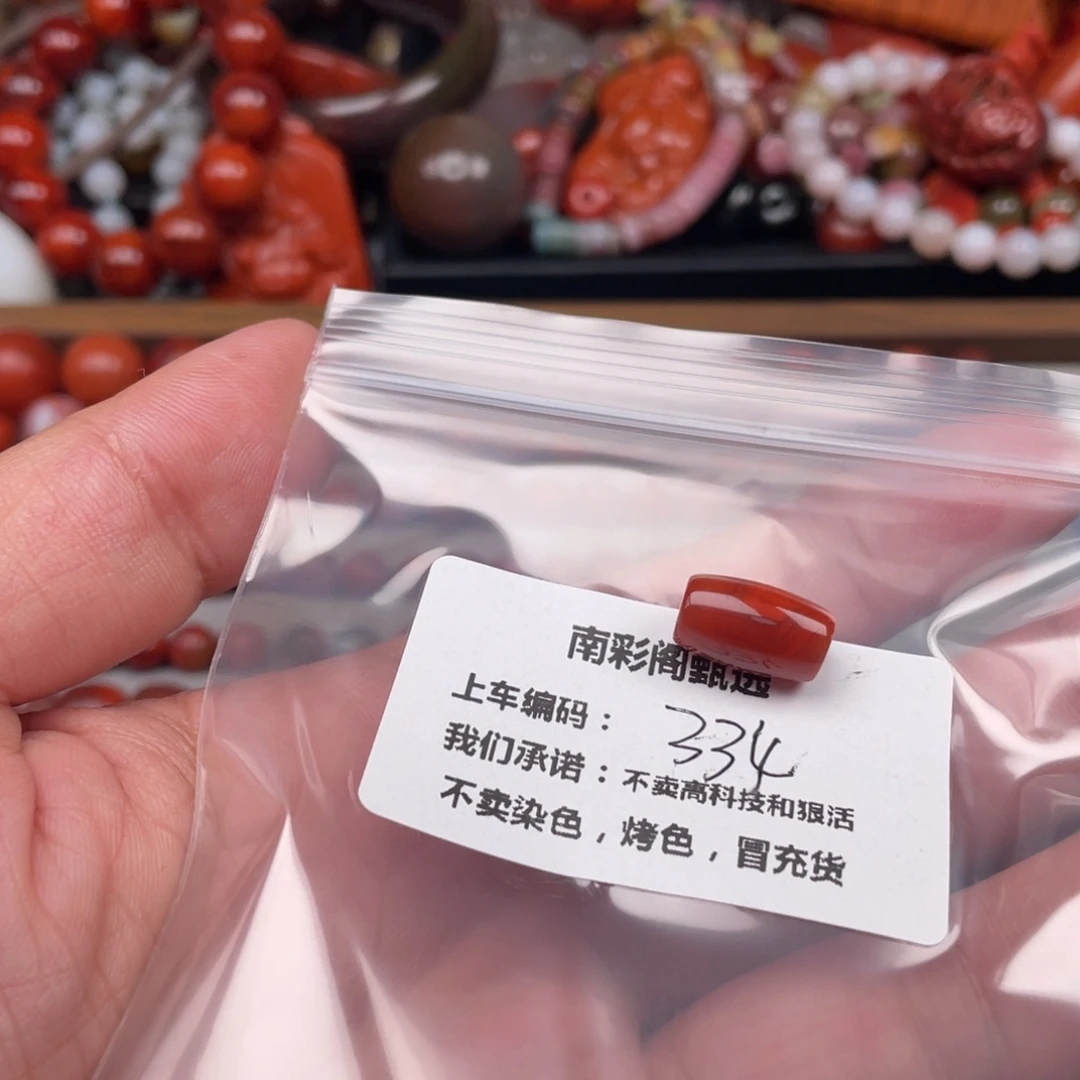 南彩阁甄选
上车编码：334
我们承诺：不卖高科技和狠活
不卖染色，烤色，冒充货